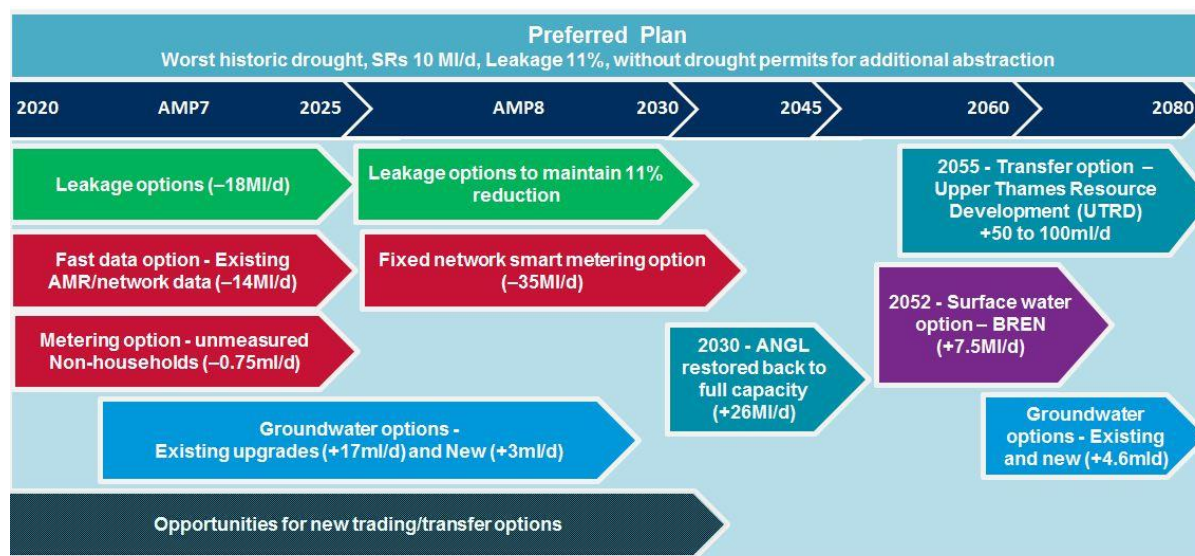 Preferred Plan
Worst historic drought, SRs 10 Ml/d, Leakage 11%, without drought permits for additional abstraction
2020 AMP7 2025 AMP8 2030 2045 2060 2080
Leakage options (–18Ml/d)
Leakage options to maintain 11%
reduction
2055 - Transfer option –
Upper Thames Resource
Development (UTRD)
+50 to 100ml/d
Fast data option - Existing
AMR/network data (–14Ml/d)
Fixed network smart metering option
(–35Ml/d)
2052 - Surface water
option – BREN
(+7.5Ml/d)
Metering option - unmeasured
Non-households (–0.75ml/d)
2030 - ANGL
restored back to
full capacity
(+26Ml/d)
Groundwater options -
Existing upgrades (+17ml/d) and New (+3ml/d)
Groundwater
options - Existing
and new (+4.6mld)
Opportunities for new trading/transfer options